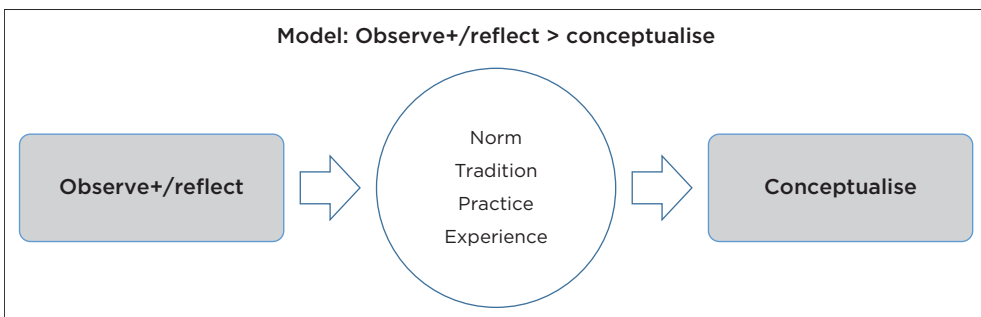 Model: Observe+/reflect > conceptualise
Observe+/reflect
Norm
Tradition
Practice
Experience
Conceptualise